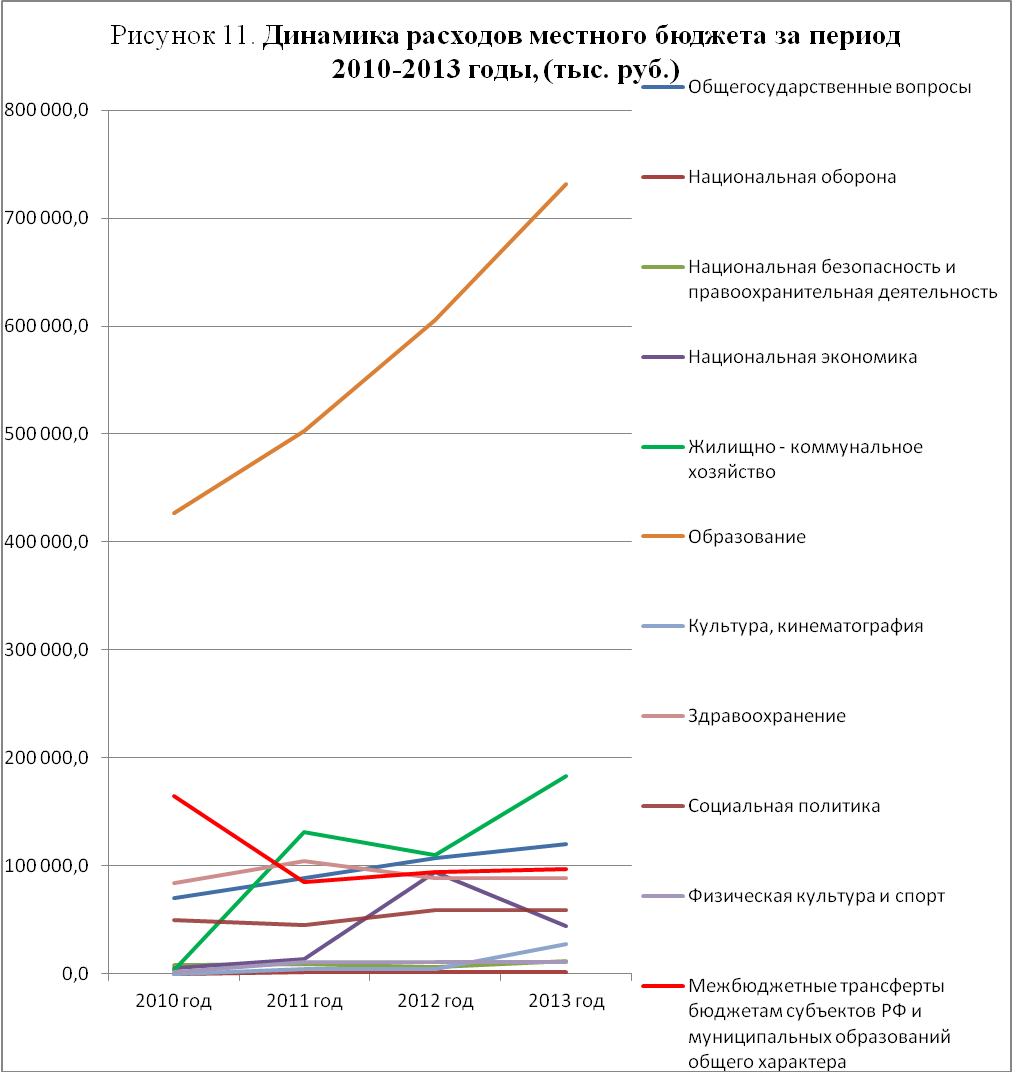 Рисунок 11. Динамика расходов местного бюджета за период
2010-2013 годы, (тыс. руб.)
800 000,0
700 000,0
600 000,0
500 000,0
400 000,0
300 000,0
200 000,0
100 000,0
0,0
2010 год
2011 год
2012 год
2013 год
Общегосударственные вопросы
Национальная оборона
Национальная безопасность и
правоохранительная деятельность
Национальная экономика
Жилищно - коммунальное
хозяйство
Образование
Культура, кинематография
Здравоохранение
Социальная политика
Физическая культура и спорт
Межбюджетные трансферты
бюджетам субъектов РФ и
муниципальных образований
общего характера